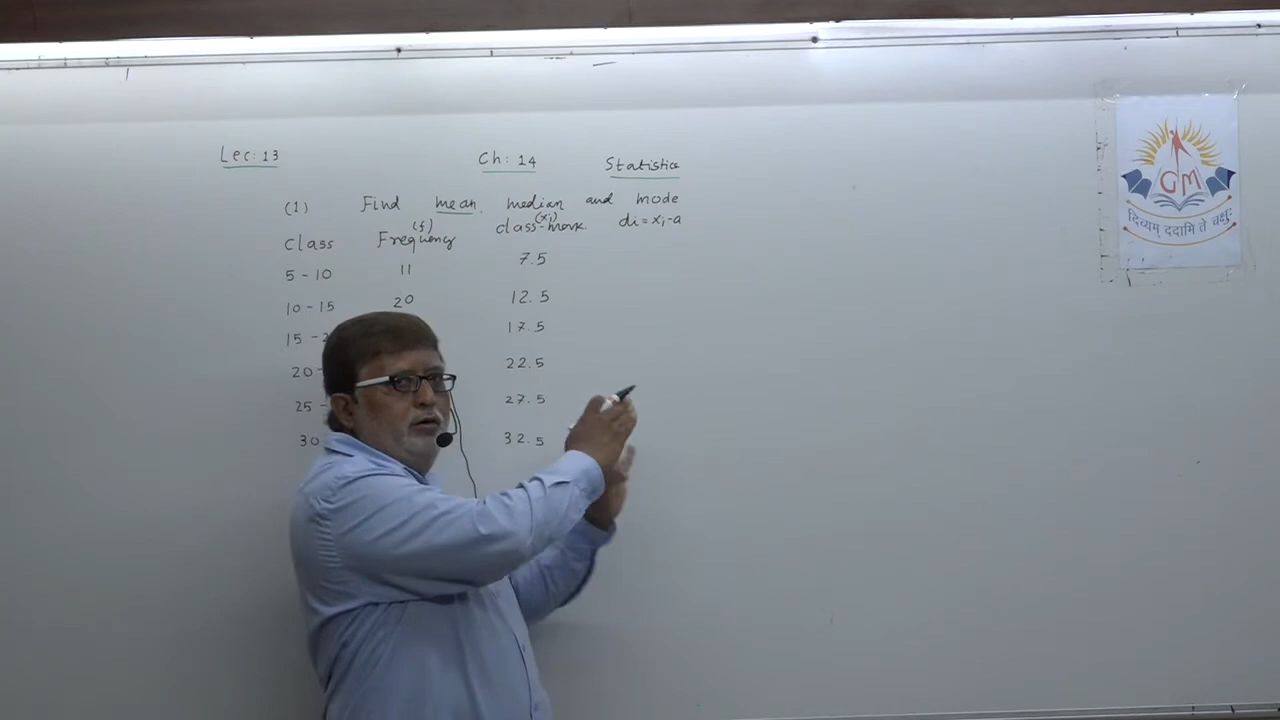 Lec: 13 Ch: 14 Statistics
(1) Find mean, median and mode
class Frequency (f) class-mark (xi) di = xi-a
5 - 10 11 7.5
10 - 15 20 12.5
15 - 17.5
20 - 22.5
25 - 27.5
30 32.5
GM
दिव्यम् ददामि ते चक्षुः